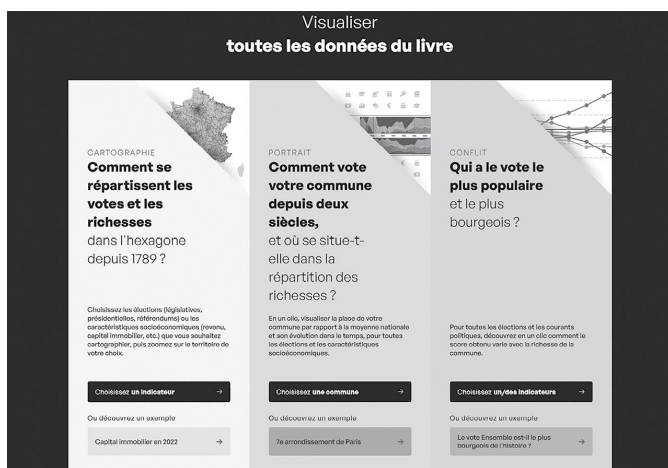 Visualiser
toutes les données du livre
CARTOGRAPHIE
Comment se
répartissent les
votes et les
richesses
dans l'hexagone
depuis 1789 ?
Choisissez les élections (législatives,
présidentielles, référendums) ou les
caractéristiques socioéconomiques (revenu,
capital immobilier, etc.) que vous souhaitez
cartographier, puis zoomez sur le territoire de
votre choix.
Choisissez un indicateur →
Ou découvrez un exemple
Capital immobilier en 2022 →
PORTRAIT
Comment vote
votre commune
depuis deux
siècles,
et où se situe-t-
elle dans la
répartition des
richesses ?
En un clic, visualiser la place de votre
commune par rapport à la moyenne nationale
et son évolution dans le temps, pour toutes
les élections et les caractéristiques
socioéconomiques.
Choisissez une commune →
Ou découvrez un exemple
7e arrondissement de Paris →
CONFLIT
Qui a le vote le
plus populaire
et le plus
bourgeois ?
Pour toutes les élections et les courants
politiques, découvrez en un clic comment le
score obtenu varie avec la richesse de la
commune.
Choisissez un/des indicateurs →
Ou découvrez un exemple
Le vote Ensemble est-il le plus
bourgeois de l'histoire ? →